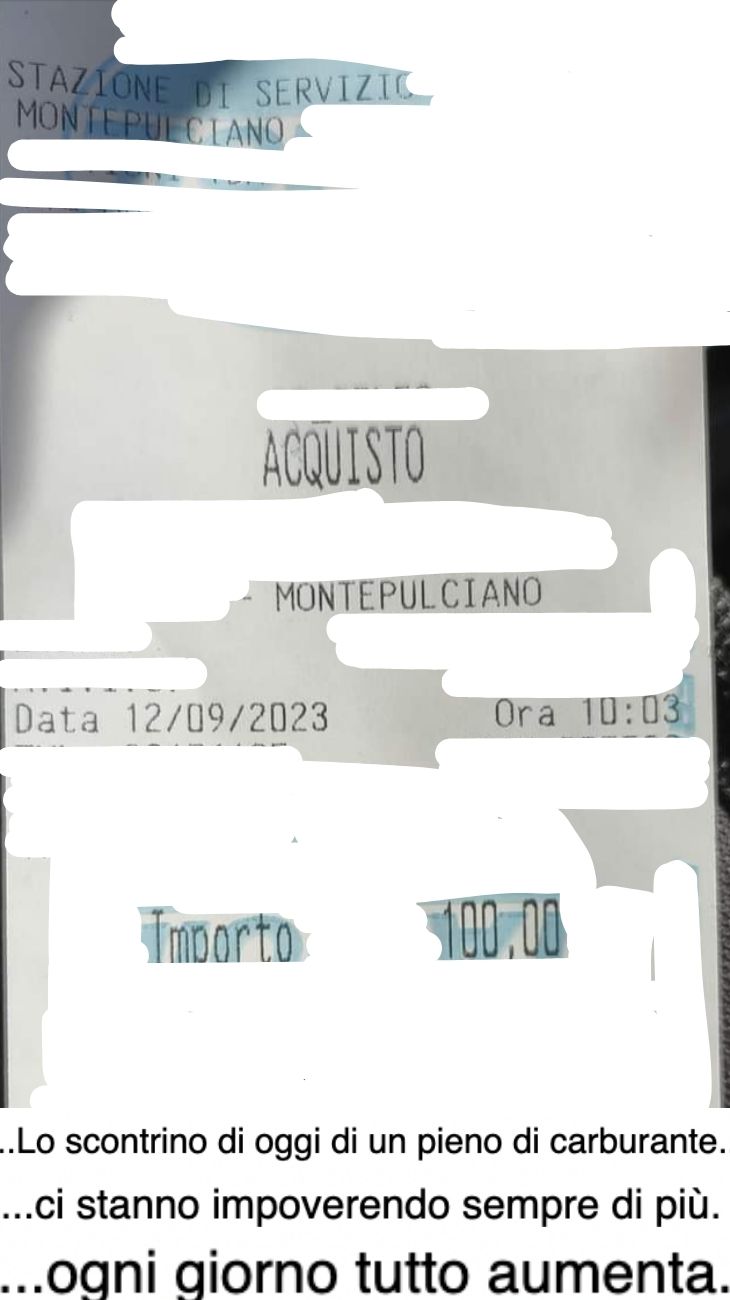 STAZIONE DI SERVIZIO
MONTEPULCIANO
ACQUISTO
- MONTEPULCIANO
Data 12/09/2023 Ora 10:03
Importo 100,00
..Lo scontrino di oggi di un pieno di carburante.
...ci stanno impoverendo sempre di più.
...ogni giorno tutto aumenta.